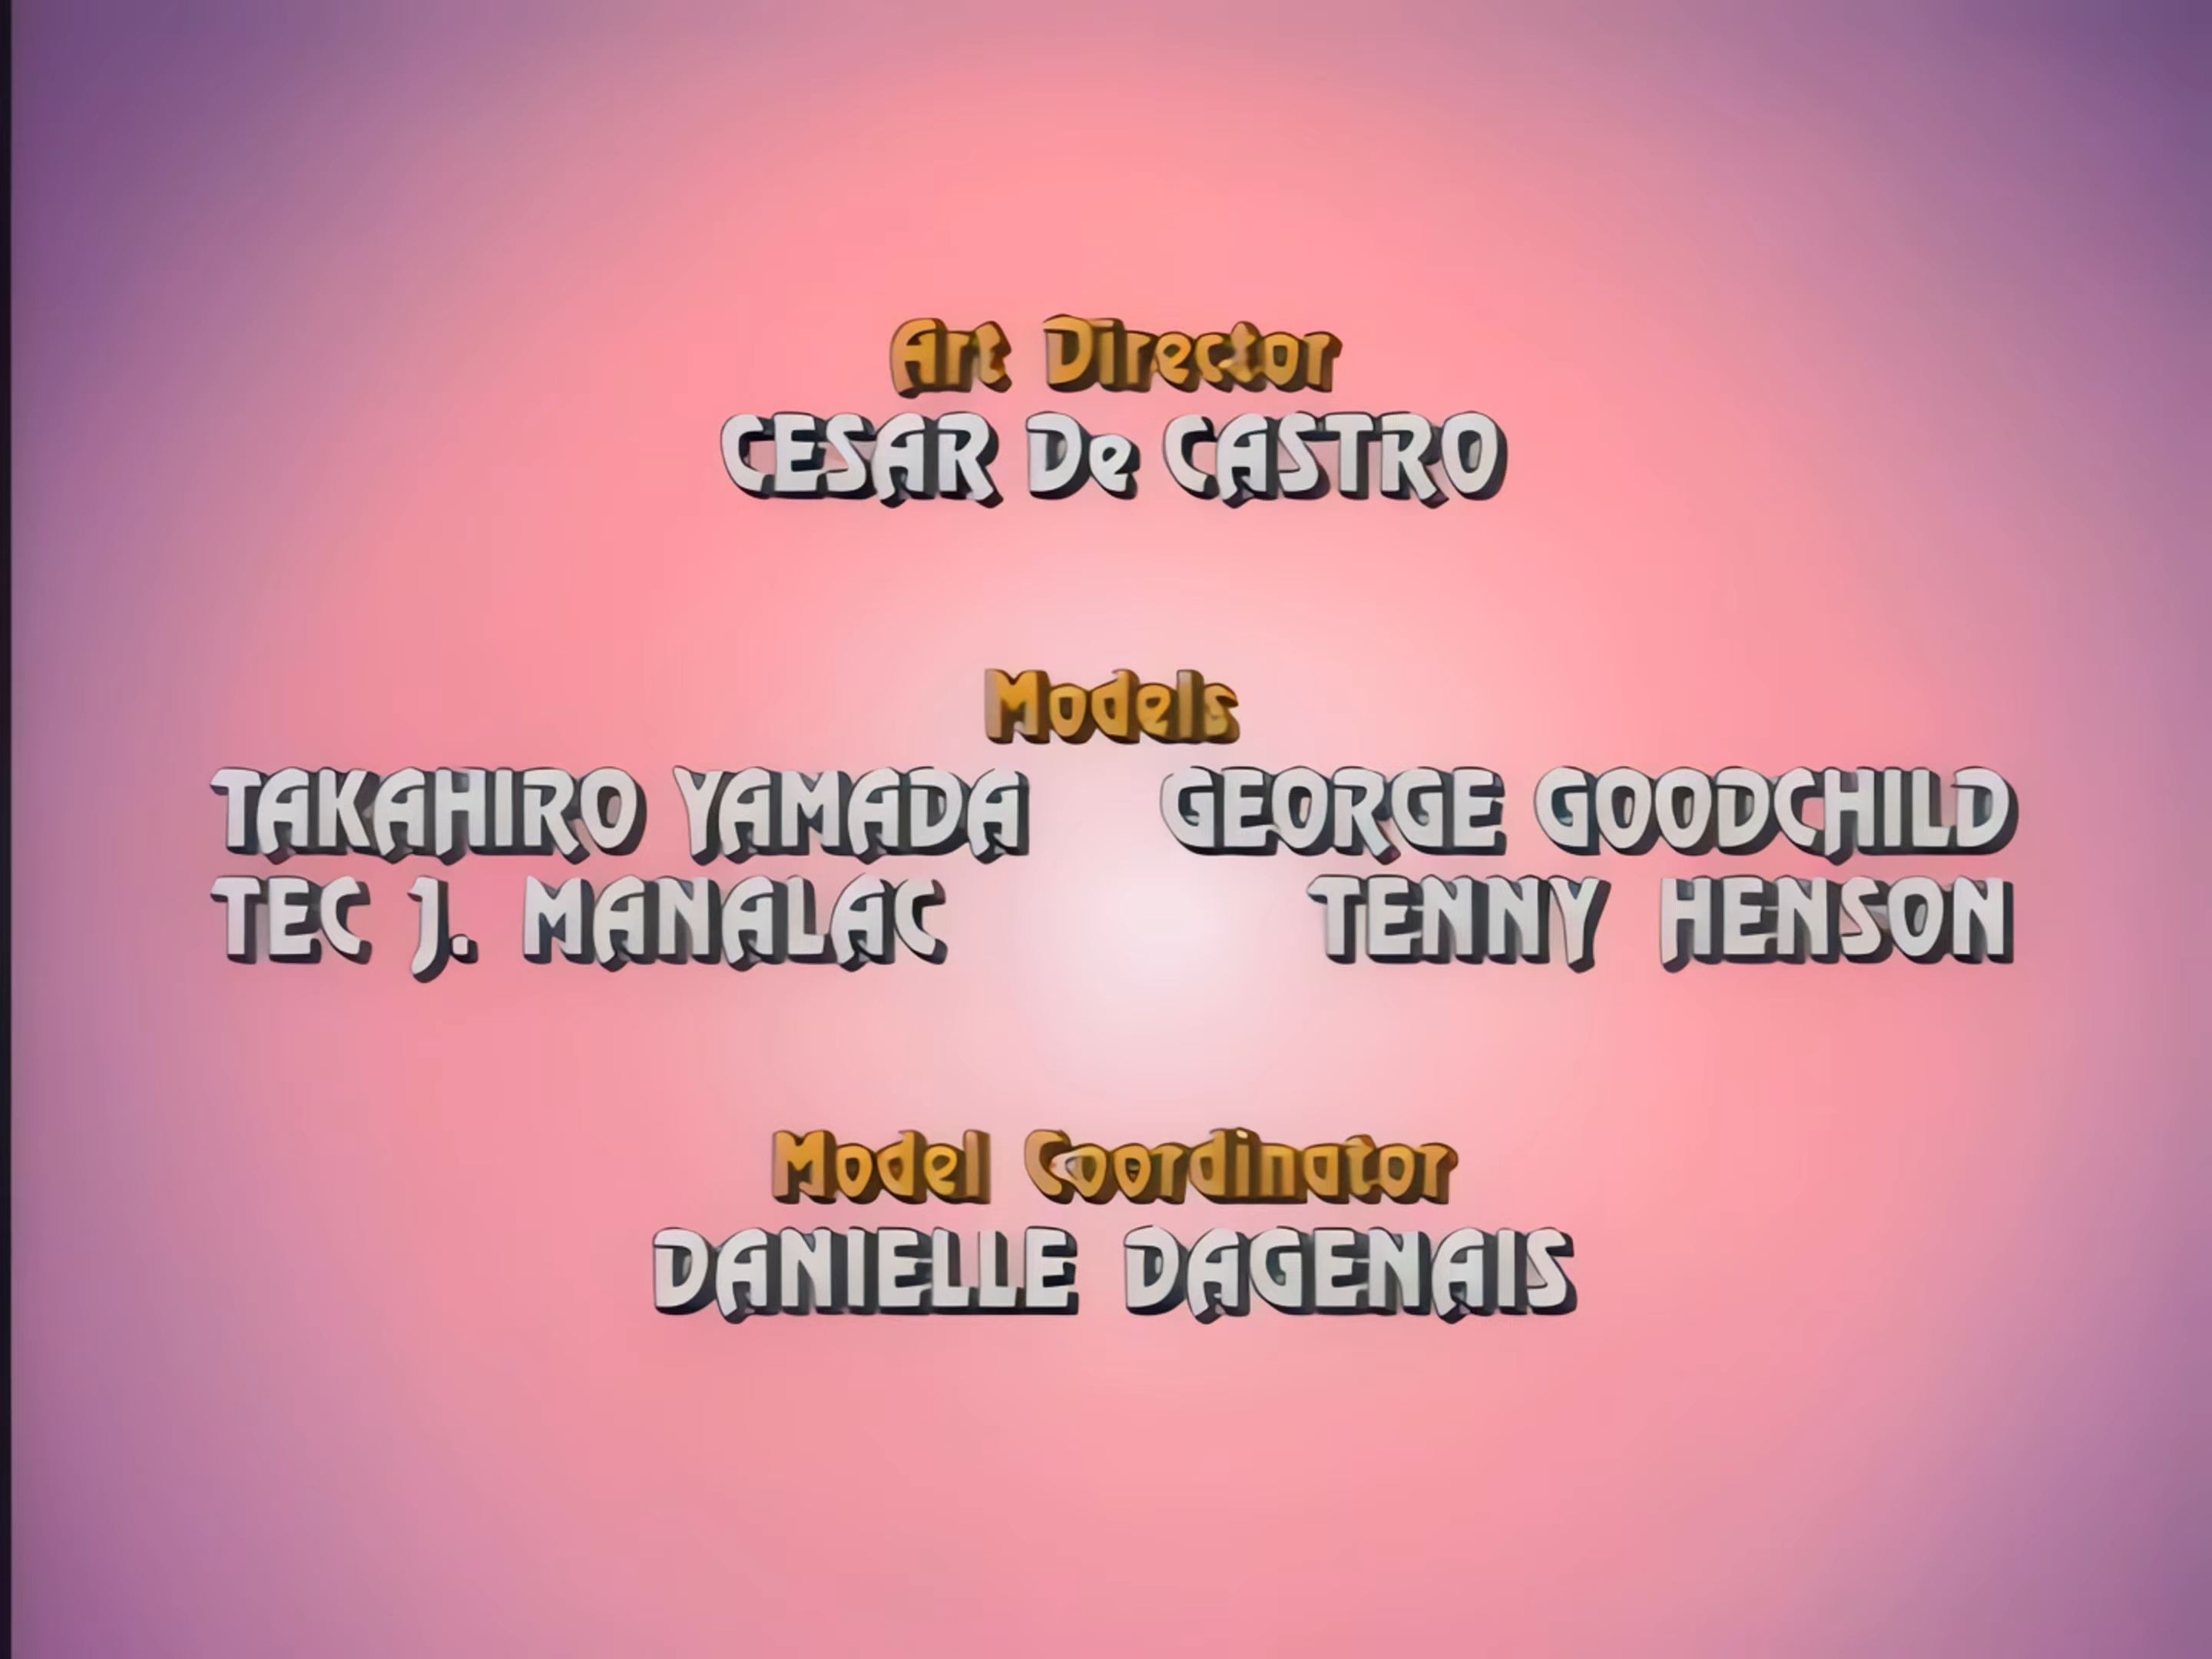 Art Director
CESAR De CASTRO
Models
TAKAHIRO YAMADA GEORGE GOODCHILD
TEC J. MANALAC TENNY HENSON
Model Coordinator
DANIELLE DAGENAIS